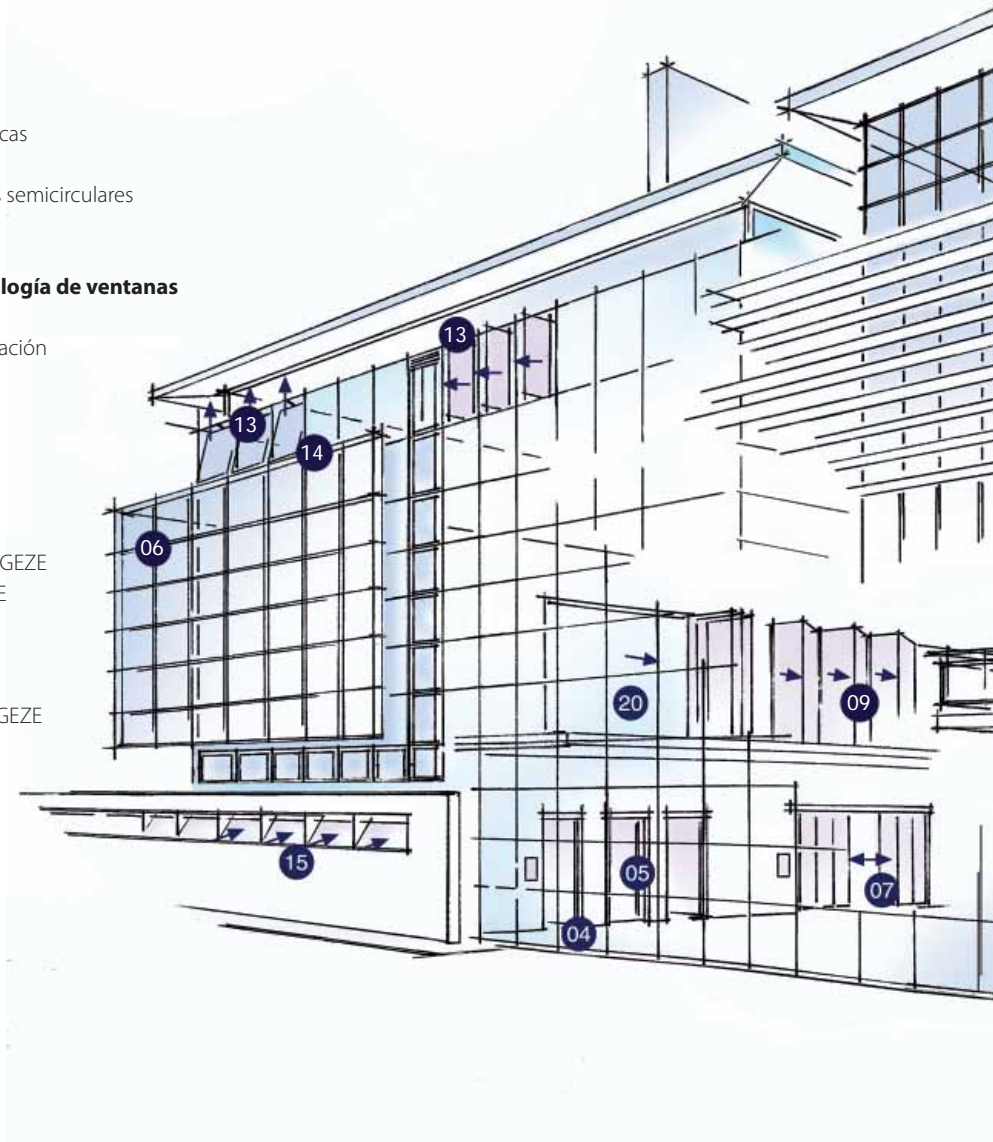 cas
s semicirculares
logía de ventanas
ación
GEZE
E
GEZE
13
13
14
06
20
09
15
05
07
04